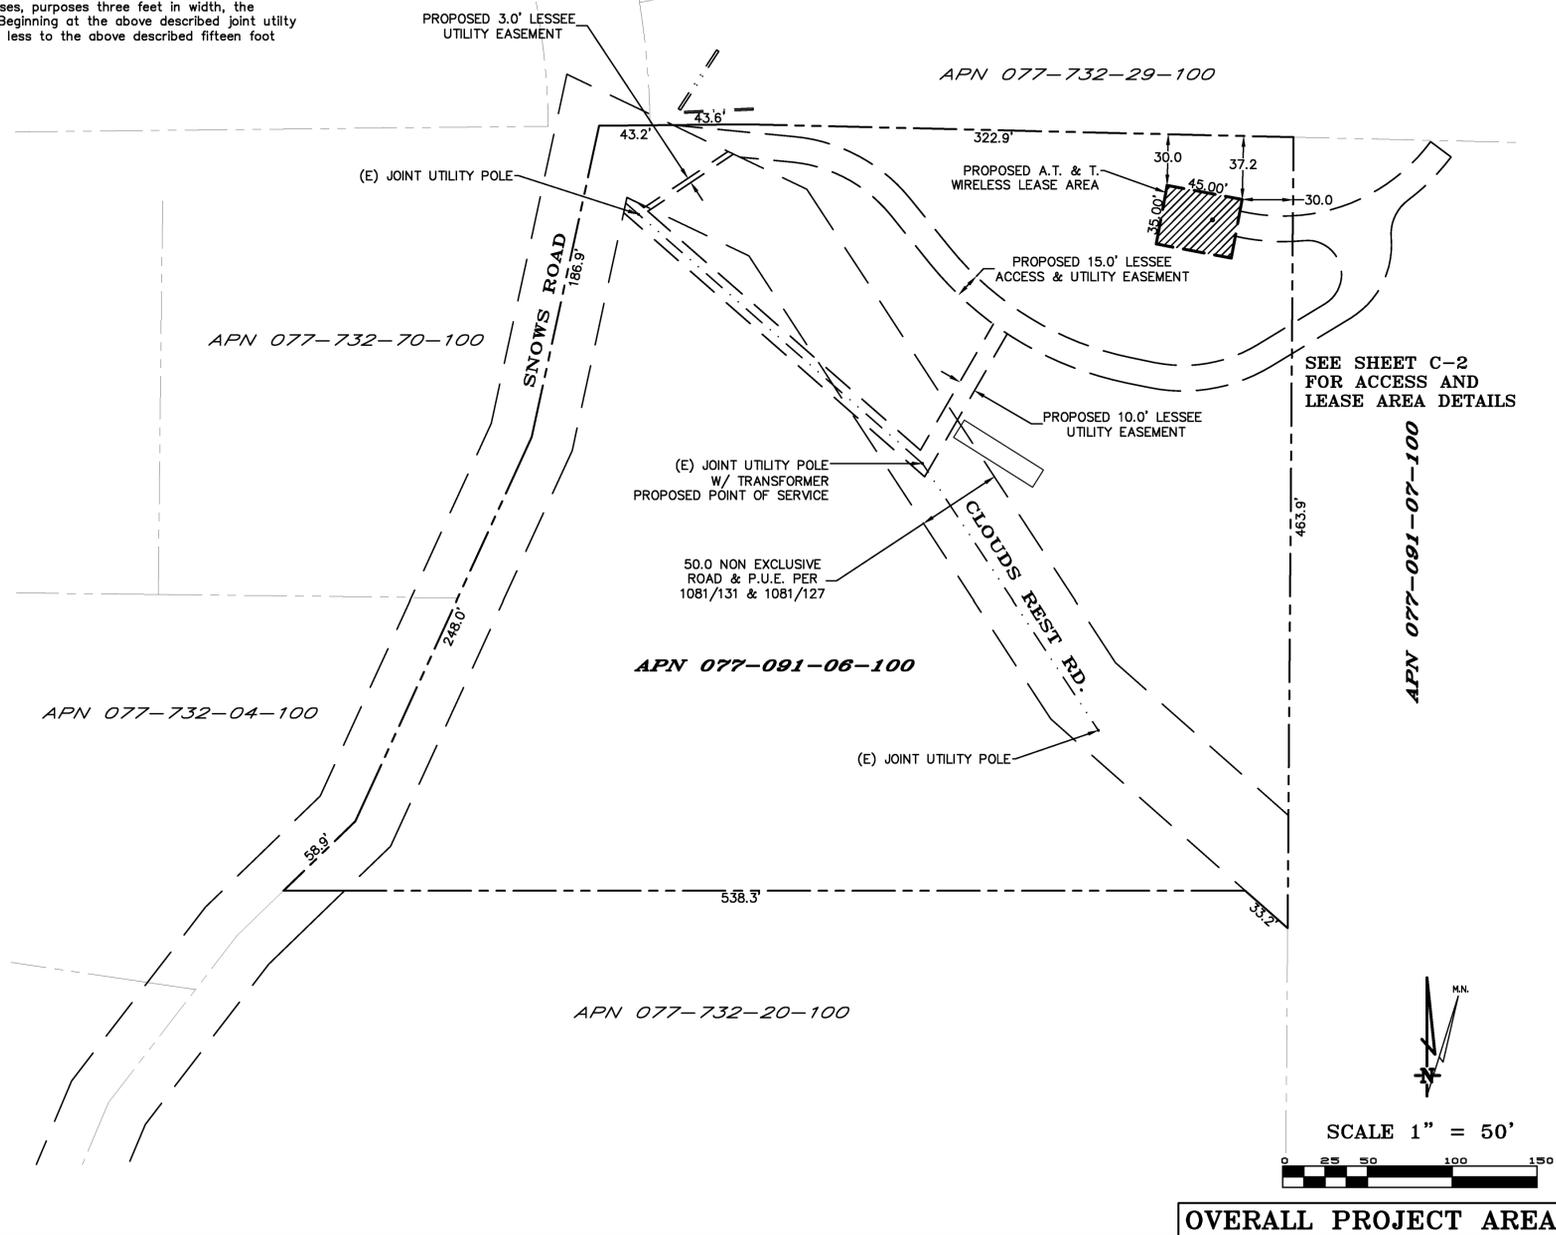 ses, purposes three feet in width, the
Beginning at the above described joint utilty
less to the above described fifteen foot
PROPOSED 3.0' LESSEE
UTILITY EASEMENT
APN 077-732-29-100
43.2'
43.6'
322.9'
(E) JOINT UTILITY POLE
PROPOSED A.T. & T.
WIRELESS LEASE AREA
30.0
37.2
45.00'
35.00'
30.0
SNOWS ROAD
186.9'
PROPOSED 15.0' LESSEE
ACCESS & UTILITY EASEMENT
APN 077-732-70-100
SEE SHEET C-2
FOR ACCESS AND
LEASE AREA DETAILS
PROPOSED 10.0' LESSEE
UTILITY EASEMENT
(E) JOINT UTILITY POLE
W/ TRANSFORMER
PROPOSED POINT OF SERVICE
CLOUDS REST RD.
463.9'
APN 077-091-07-100
50.0 NON EXCLUSIVE
ROAD & P.U.E. PER
1081/131 & 1081/127
248.0'
APN 077-091-06-100
APN 077-732-04-100
(E) JOINT UTILITY POLE
58.9'
538.3'
33.2'
APN 077-732-20-100
M.N.
N
SCALE 1" = 50'
0 25 50 100 150
OVERALL PROJECT AREA